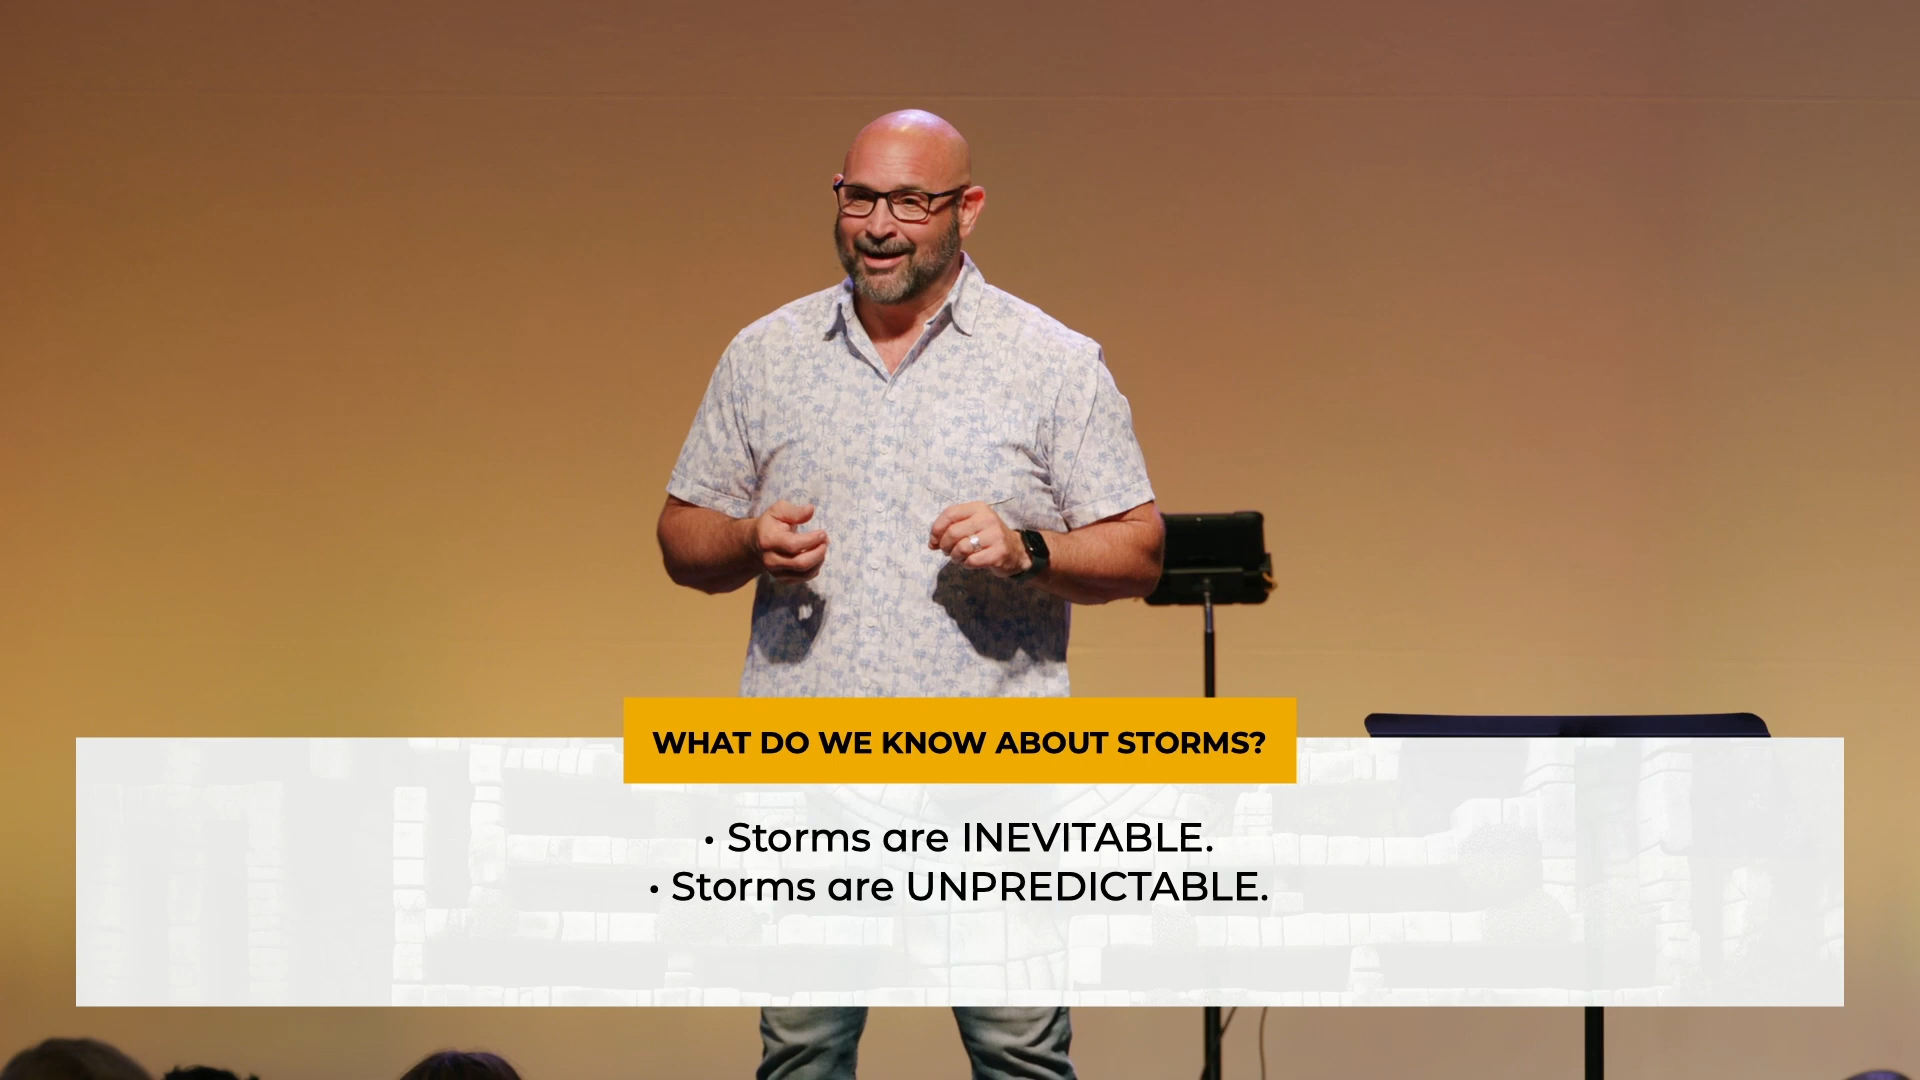 WHAT DO WE KNOW ABOUT STORMS?
• Storms are INEVITABLE.
• Storms are UNPREDICTABLE.